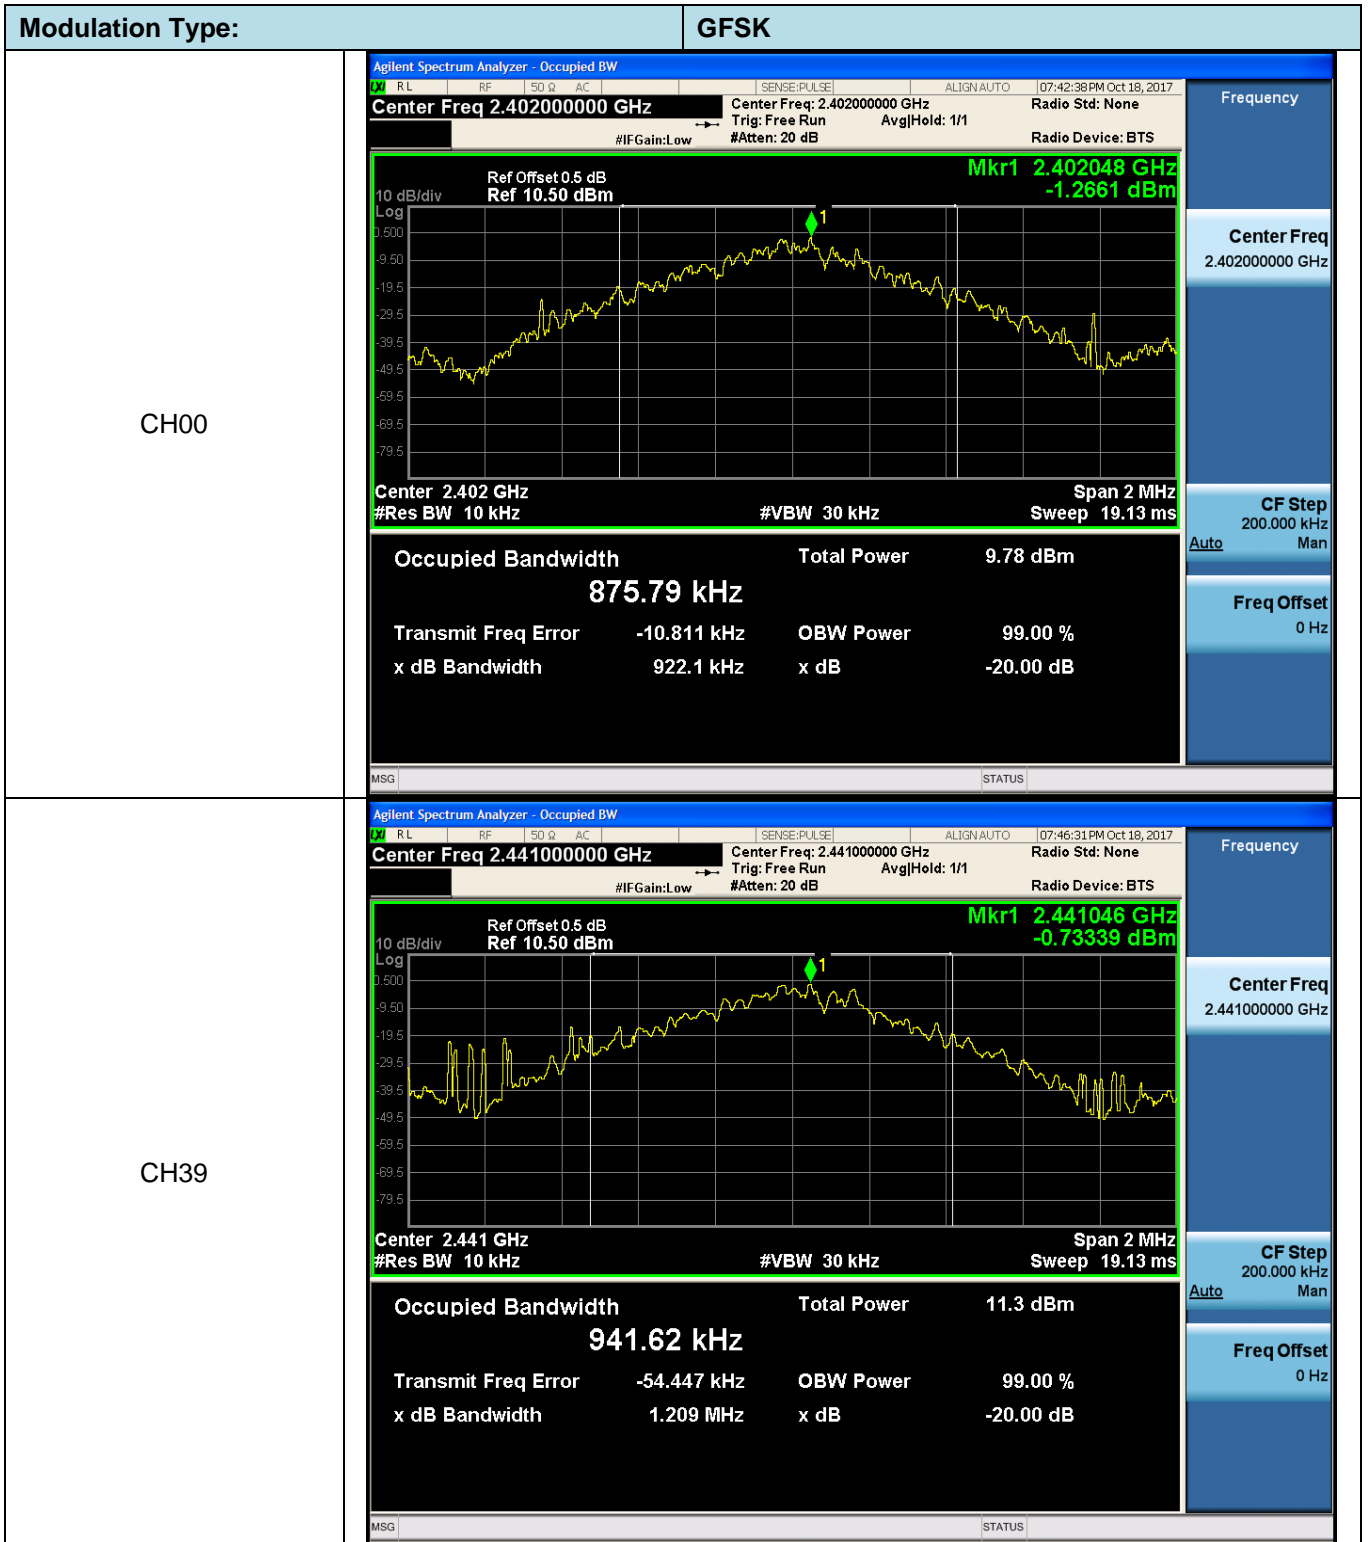 Modulation Type: GFSK
CH00
Agilent Spectrum Analyzer - Occupied BW
LXI RL RF 50 Ω AC SENSE:PULSE ALIGN AUTO 07:42:38 PM Oct 18, 2017
Center Freq 2.402000000 GHz Center Freq: 2.402000000 GHz Radio Std: None Frequency
Trig: Free Run Avg|Hold: 1/1
#IFGain:Low #Atten: 20 dB Radio Device: BTS
Mkr1 2.402048 GHz
Ref Offset 0.5 dB -1.2661 dBm
10 dB/div Ref 10.50 dBm
Log
0.500
-9.50
-19.5
-29.5
-39.5
-49.5
-59.5
-69.5
-79.5
1
Center Freq
2.402000000 GHz
Center 2.402 GHz Span 2 MHz
#Res BW 10 kHz #VBW 30 kHz Sweep 19.13 ms
CF Step
200.000 kHz
Auto Man
Occupied Bandwidth Total Power 9.78 dBm
875.79 kHz
Freq Offset
0 Hz
Transmit Freq Error -10.811 kHz OBW Power 99.00 %
x dB Bandwidth 922.1 kHz x dB -20.00 dB
MSG STATUS
CH39
Agilent Spectrum Analyzer - Occupied BW
LXI RL RF 50 Ω AC SENSE:PULSE ALIGN AUTO 07:46:31 PM Oct 18, 2017
Center Freq 2.441000000 GHz Center Freq: 2.441000000 GHz Radio Std: None Frequency
Trig: Free Run Avg|Hold: 1/1
#IFGain:Low #Atten: 20 dB Radio Device: BTS
Mkr1 2.441046 GHz
Ref Offset 0.5 dB -0.73339 dBm
10 dB/div Ref 10.50 dBm
Log
0.500
-9.50
-19.5
-29.5
-39.5
-49.5
-59.5
-69.5
-79.5
1
Center Freq
2.441000000 GHz
Center 2.441 GHz Span 2 MHz
#Res BW 10 kHz #VBW 30 kHz Sweep 19.13 ms
CF Step
200.000 kHz
Auto Man
Occupied Bandwidth Total Power 11.3 dBm
941.62 kHz
Freq Offset
0 Hz
Transmit Freq Error -54.447 kHz OBW Power 99.00 %
x dB Bandwidth 1.209 MHz x dB -20.00 dB
MSG STATUS